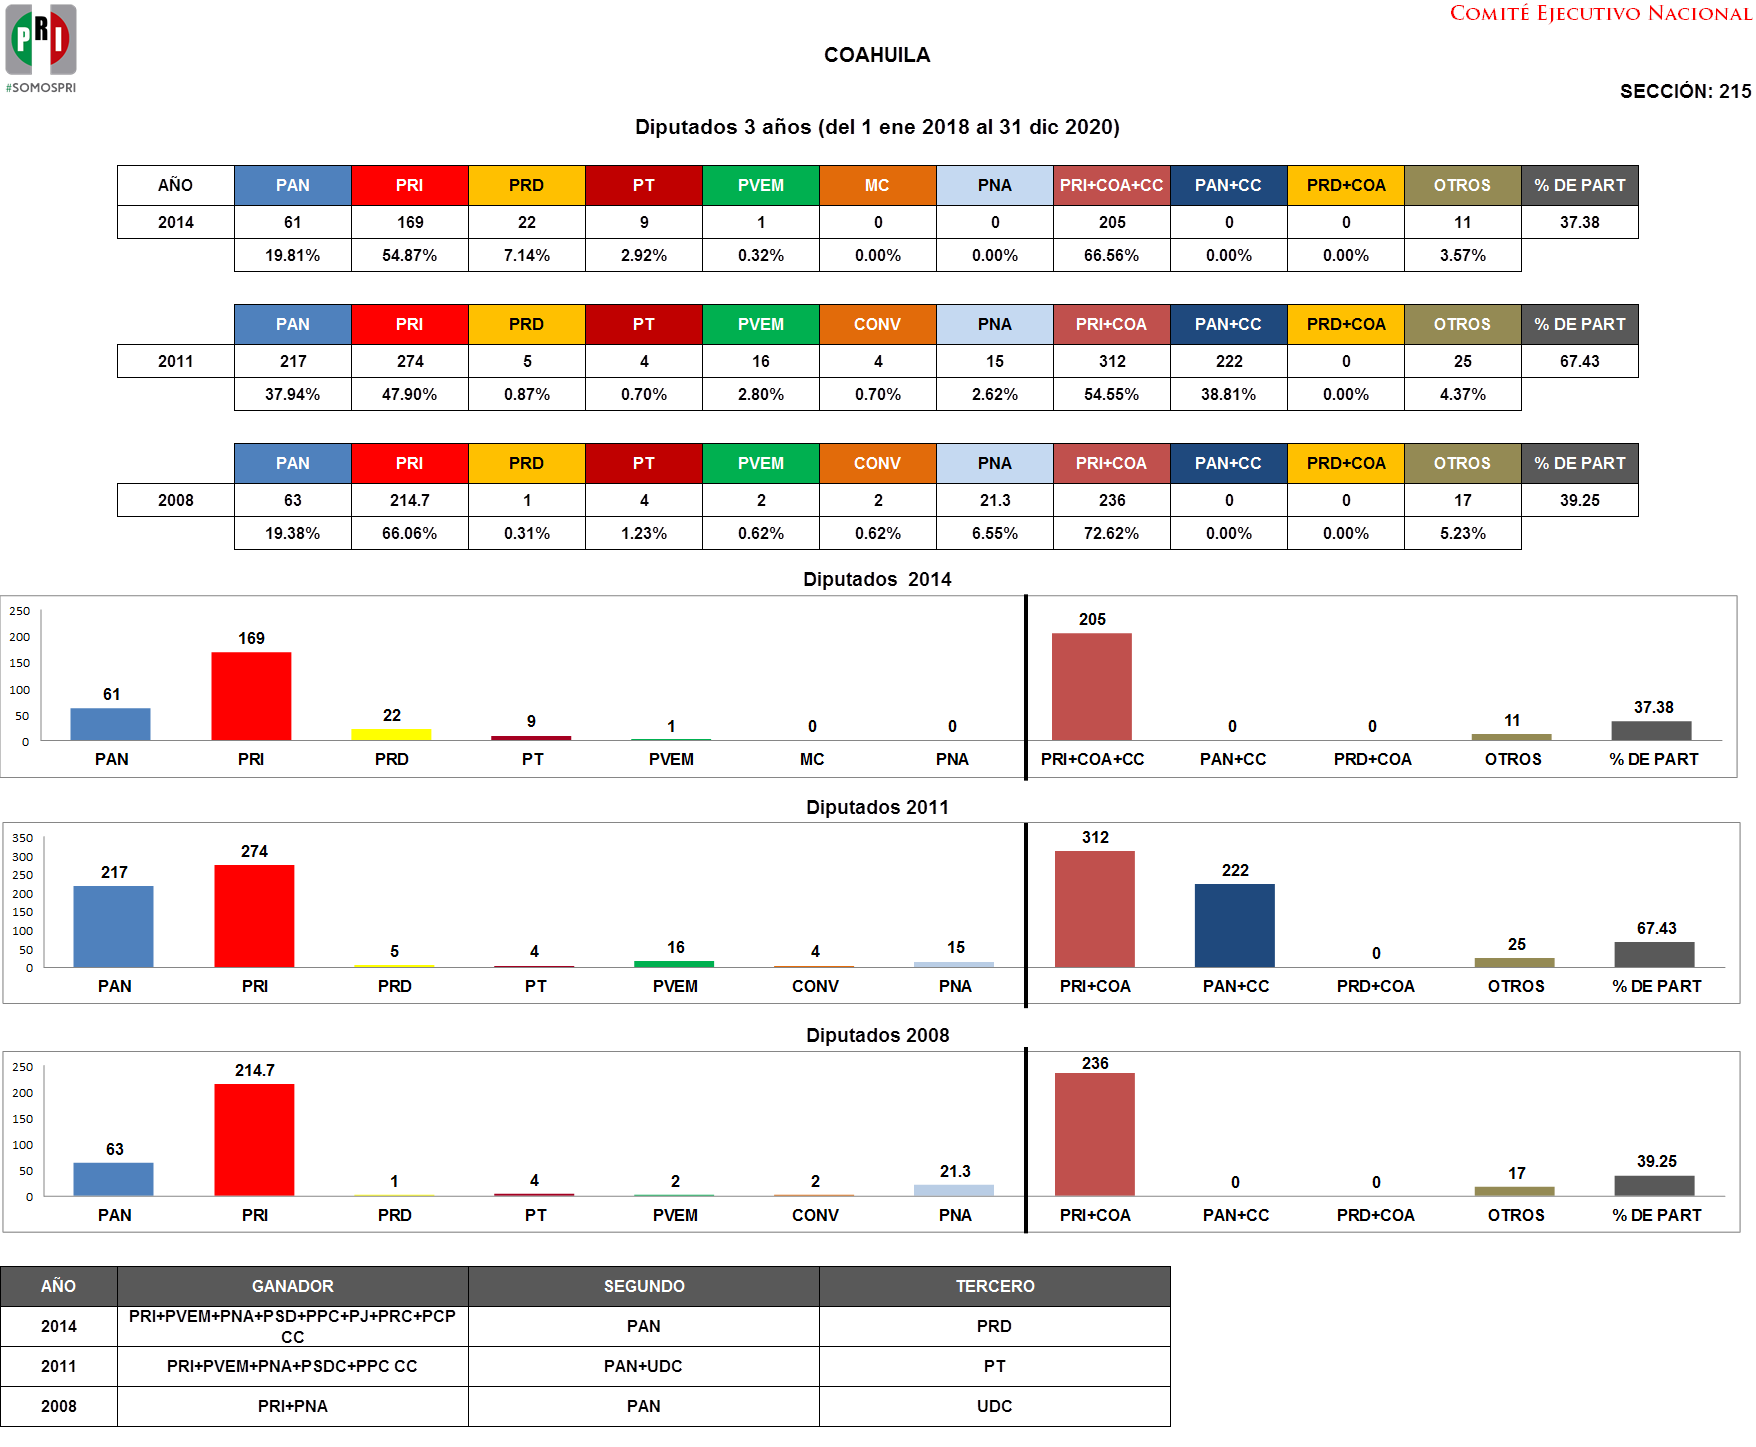 PRI
#SOMOSPRI
COMITÉ EJECUTIVO NACIONAL
COAHUILA
SECCIÓN: 215
Diputados 3 años (del 1 ene 2018 al 31 dic 2020)
AÑO PAN PRI PRD PT PVEM MC PNA PRI+COA+CC PAN+CC PRD+COA OTROS % DE PART
2014 61 169 22 9 1 0 0 205 0 0 11 37.38
19.81% 54.87% 7.14% 2.92% 0.32% 0.00% 0.00% 66.56% 0.00% 0.00% 3.57%
PAN PRI PRD PT PVEM CONV PNA PRI+COA PAN+CC PRD+COA OTROS % DE PART
2011 217 274 5 4 16 4 15 312 222 0 25 67.43
37.94% 47.90% 0.87% 0.70% 2.80% 0.70% 2.62% 54.55% 38.81% 0.00% 4.37%
PAN PRI PRD PT PVEM CONV PNA PRI+COA PAN+CC PRD+COA OTROS % DE PART
2008 63 214.7 1 4 2 2 21.3 236 0 0 17 39.25
19.38% 66.06% 0.31% 1.23% 0.62% 0.62% 6.55% 72.62% 0.00% 0.00% 5.23%
Diputados 2014
250
200
150
100
50
0
61 169 22 9 1 0 0 205 0 0 11 37.38
PAN PRI PRD PT PVEM MC PNA PRI+COA+CC PAN+CC PRD+COA OTROS % DE PART
Diputados 2011
350
300
250
200
150
100
50
0
217 274 5 4 16 4 15 312 222 0 25 67.43
PAN PRI PRD PT PVEM CONV PNA PRI+COA PAN+CC PRD+COA OTROS % DE PART
Diputados 2008
250
200
150
100
50
0
63 214.7 1 4 2 2 21.3 236 0 0 17 39.25
PAN PRI PRD PT PVEM CONV PNA PRI+COA PAN+CC PRD+COA OTROS % DE PART
AÑO GANADOR SEGUNDO TERCERO
2014 PRI+PVEM+PNA+PSD+PPC+PJ+PRC+PCP CC PAN PRD
2011 PRI+PVEM+PNA+PSDC+PPC CC PAN+UDC PT
2008 PRI+PNA PAN UDC